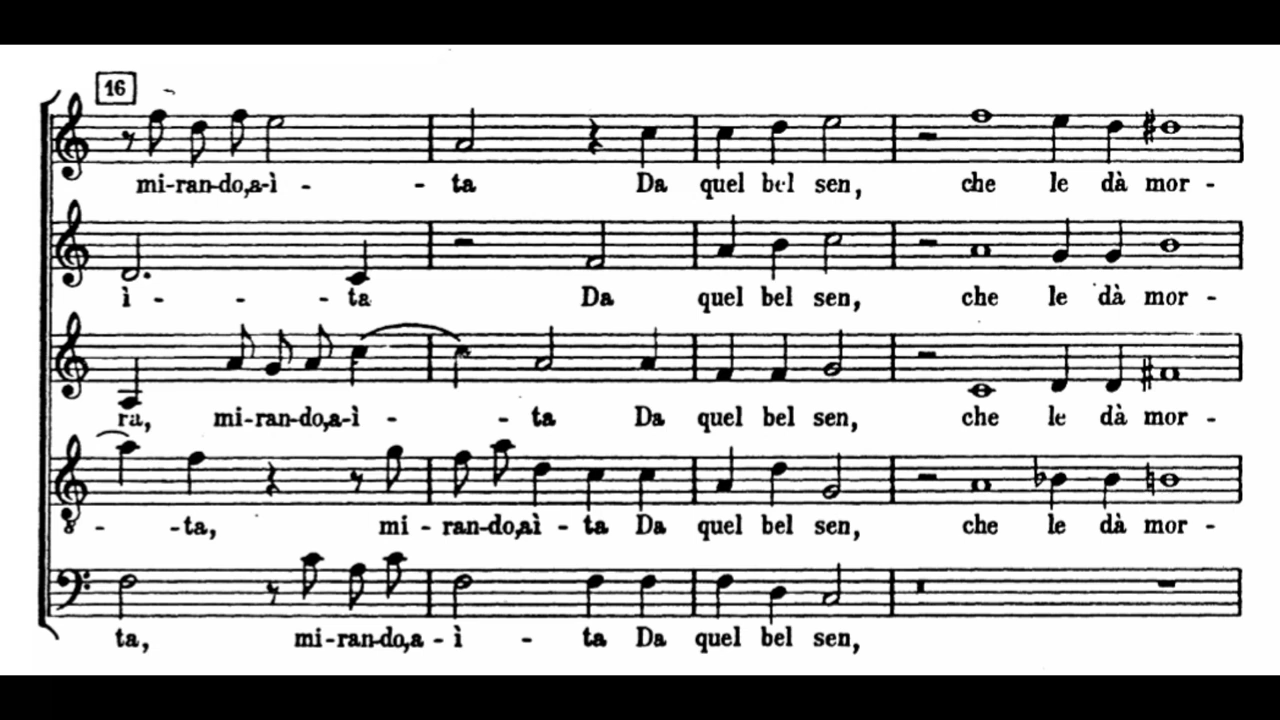 16
mi-ran-do,a-ì - - ta Da quel bel sen, che le dà mor -
ì - - - ta Da quel bel sen, che le dà mor -
ra, mi-ran-do,a-ì - - ta Da quel bel sen, che le dà mor -
8 - -ta, mi - ran-do,aì - ta Da quel bel sen, che le dà mor -
ta, mi-ran-do,a - ì - ta Da quel bel sen,